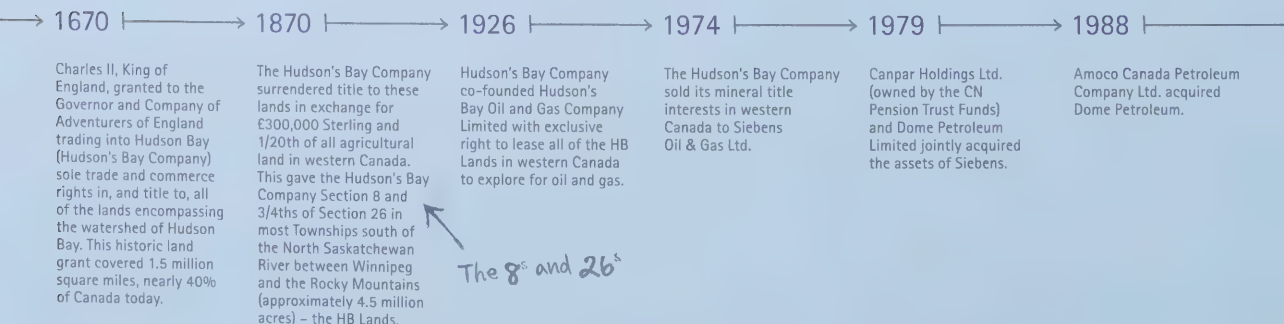 1670
Charles II, King of
England, granted to the
Governor and Company of
Adventurers of England
trading into Hudson Bay
(Hudson's Bay Company)
sole trade and commerce
rights in, and title to, all
of the lands encompassing
the watershed of Hudson
Bay. This historic land
grant covered 1.5 million
square miles, nearly 40%
of Canada today.
1870
The Hudson's Bay Company
surrendered title to these
lands in exchange for
£300,000 Sterling and
1/20th of all agricultural
land in western Canada.
This gave the Hudson's Bay
Company Section 8 and
3/4ths of Section 26 in
most Townships south of
the North Saskatchewan
River between Winnipeg
and the Rocky Mountains
(approximately 4.5 million
acres) – the HB Lands.
The 8s and 26s
1926
Hudson's Bay Company
co-founded Hudson's
Bay Oil and Gas Company
Limited with exclusive
right to lease all of the HB
Lands in western Canada
to explore for oil and gas.
1974
The Hudson's Bay Company
sold its mineral title
interests in western
Canada to Siebens
Oil & Gas Ltd.
1979
Canpar Holdings Ltd.
(owned by the CN
Pension Trust Funds)
and Dome Petroleum
Limited jointly acquired
the assets of Siebens.
1988
Amoco Canada Petroleum
Company Ltd. acquired
Dome Petroleum.